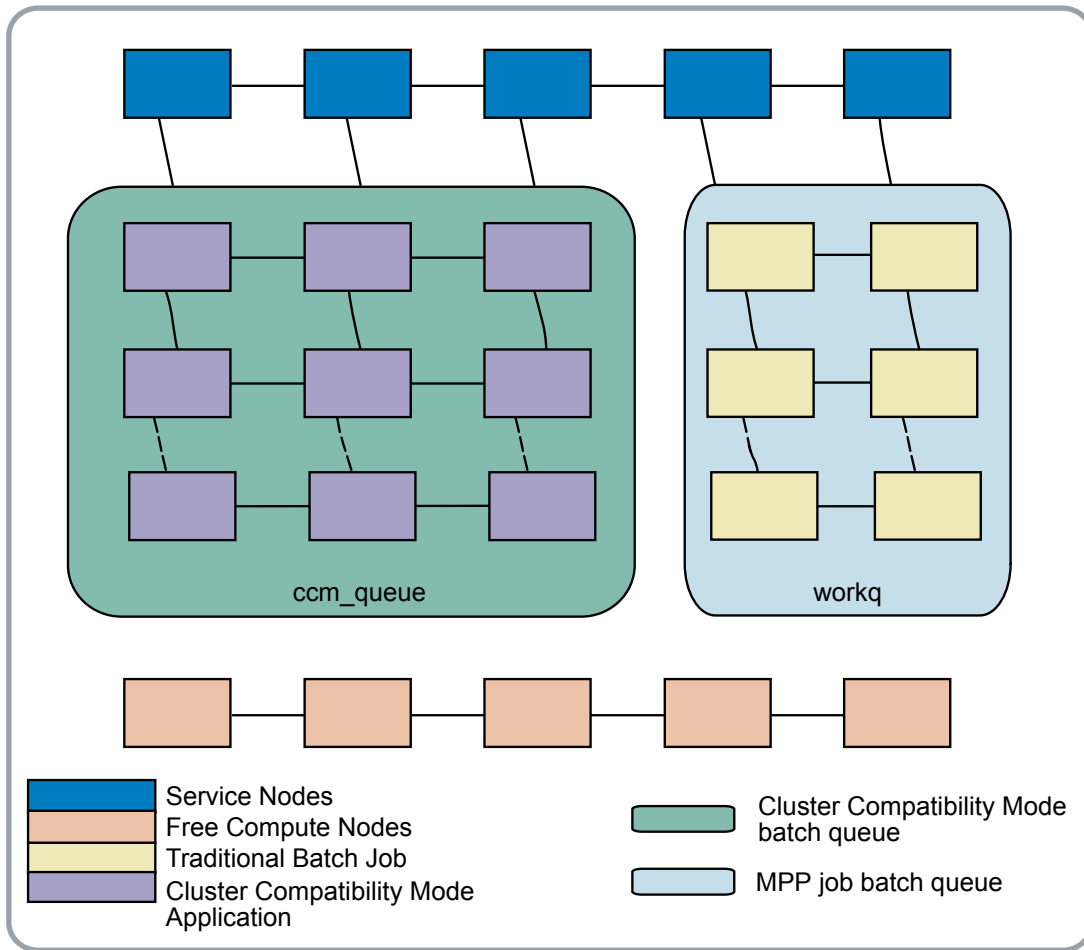 ccm_queue
workq
Service Nodes
Free Compute Nodes
Traditional Batch Job
Cluster Compatibility Mode
Application
Cluster Compatibility Mode
batch queue
MPP job batch queue